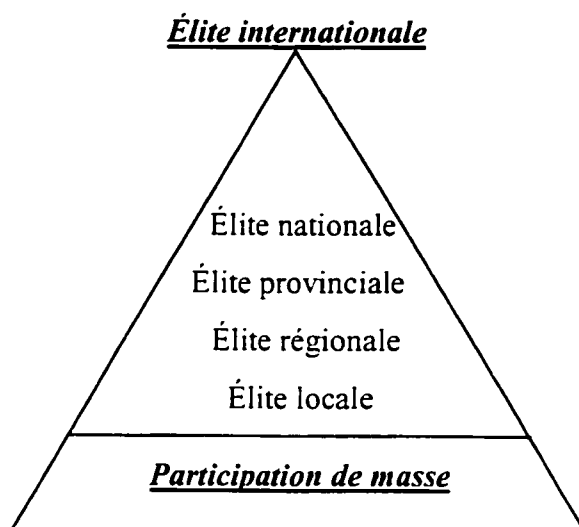 Élite internationale
Élite nationale
Élite provinciale
Élite régionale
Élite locale
Participation de masse